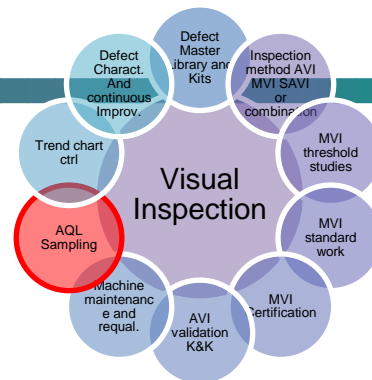 Defect
Master
Library and
Kits
Inspection
method AVI
MVI SAVI
or
combination
MVI
threshold
studies
MVI
standard
work
MVI
Certification
AVI
validation
K&K
Machine
maintenanc
e and
requal.
AQL
Sampling
Trend chart
ctrl
Defect
Charact.
And
continuous
Improv.
Visual
Inspection